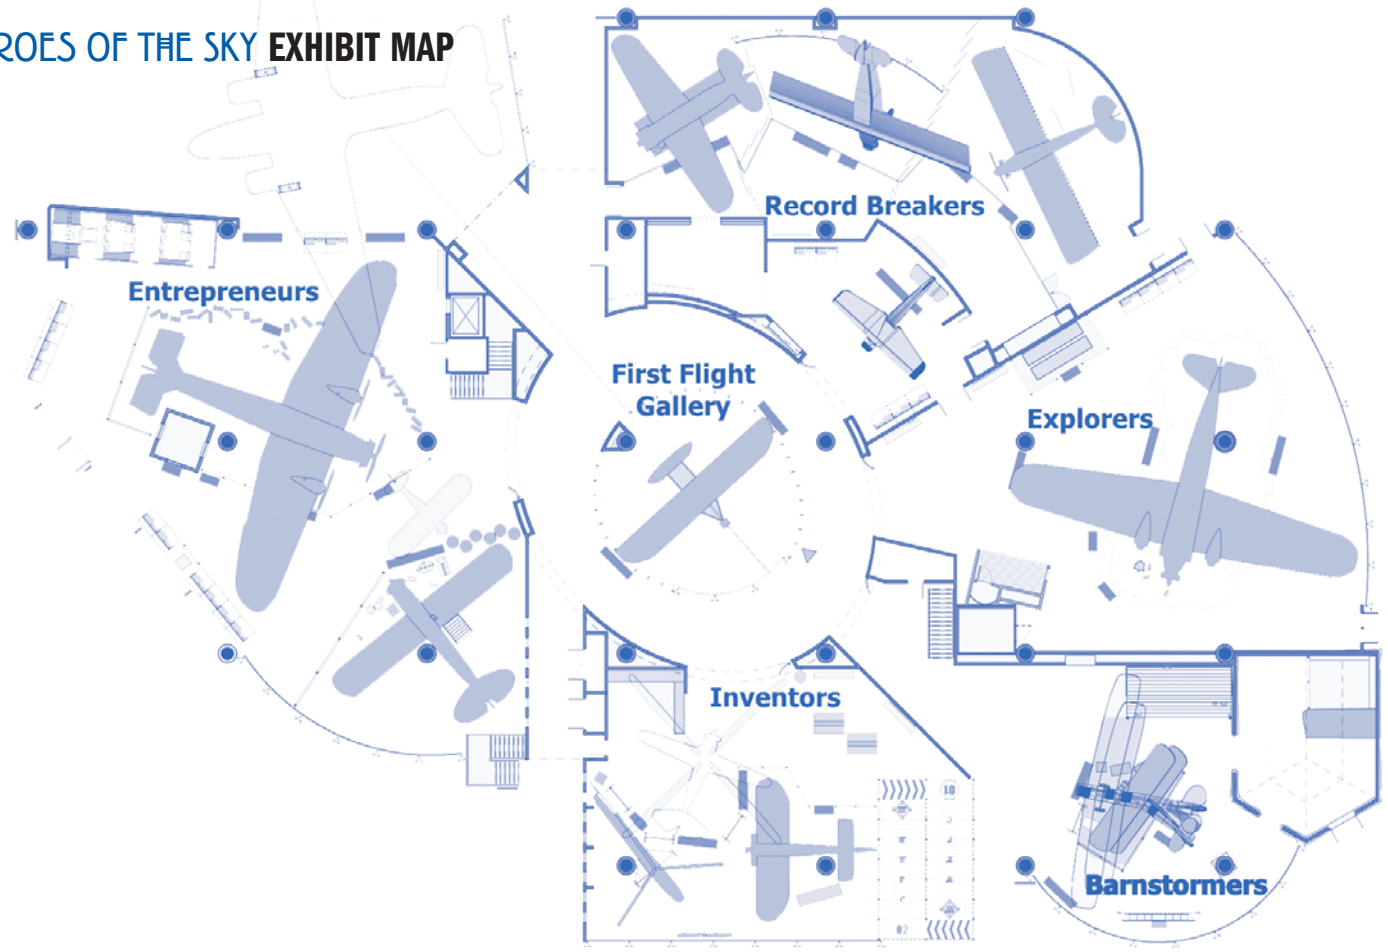 ROES OF THE SKY EXHIBIT MAP
Record Breakers
Entrepreneurs
First Flight
Gallery
Explorers
Inventors
Barnstormers